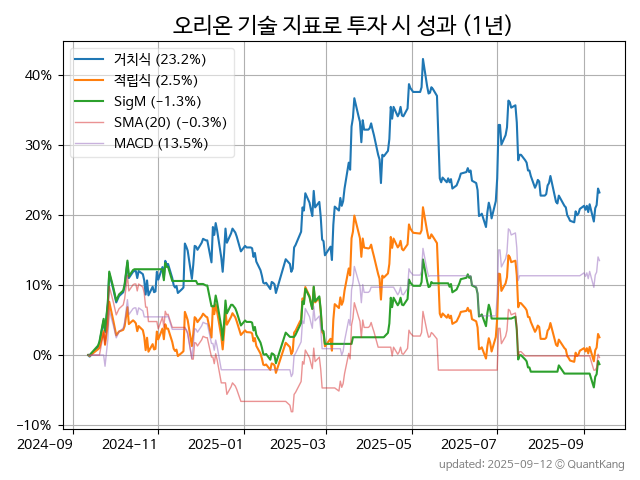 오리온 기술 지표로 투자 시 성과 (1년)
거치식 (23.2%)
적립식 (2.5%)
SigM (−1.3%)
SMA(20) (−0.3%)
MACD (13.5%)
40%
30%
20%
10%
0%
−10%
2024-09 2024-11 2025-01 2025-03 2025-05 2025-07 2025-09
updated: 2025-09-12 © QuantKang